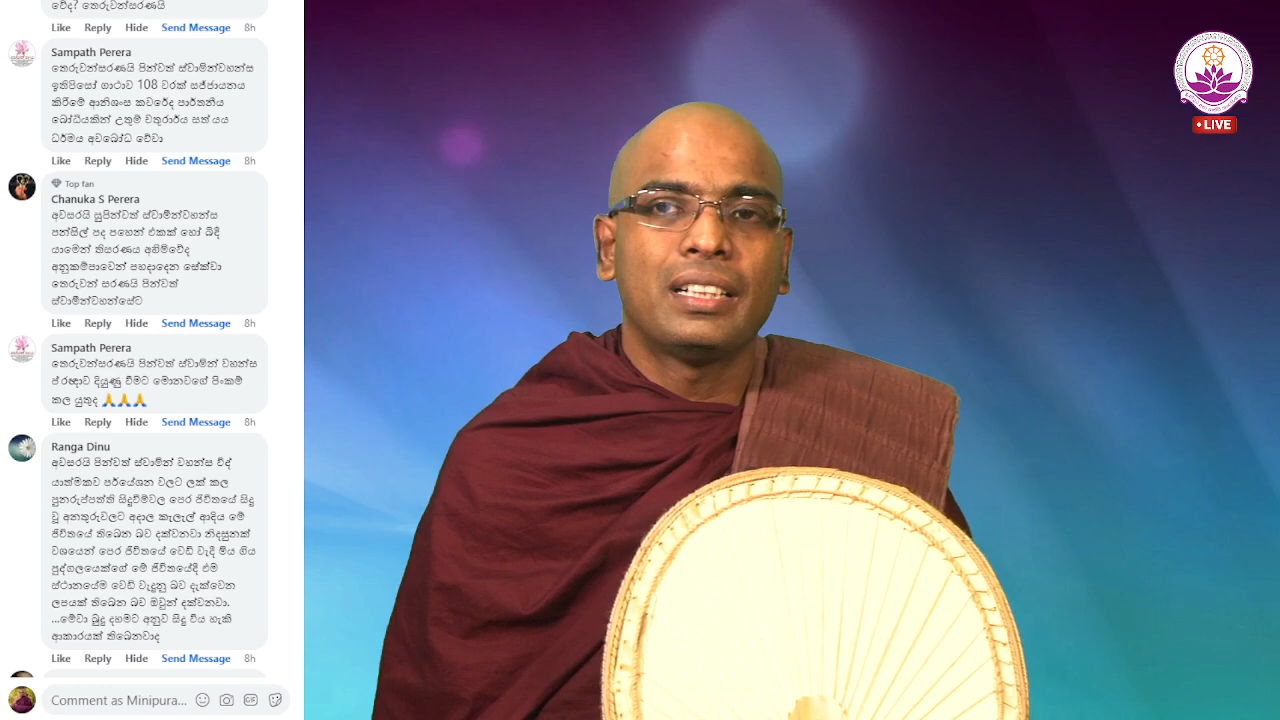 වේද? තෙරුවන්සරණයි
Like Reply Hide Send Message 8h
Sampath Perera
තෙරුවන්සරණයි පින්වත් ස්වාමින්වහන්ස
ඉතිපිසෝ ගාථාව 108 වරක් සජ්ජායනය
කිරීමේ ආනිශංස කවරේද පාර්තනීය
බෝධියකින් උතුම් චතුරාර්ය සත් යය
ධර්මය අවබෝධ වේවා
Like Reply Hide Send Message 8h
Top fan
Chanuka S Perera
අවසරයි සුපින්වත් ස්වාමීන්වහන්ස
පන්සිල් පද පහෙන් එකක් හෝ බිදී
යාමෙන් තිසරණය අහිමිවේද
අනුකම්පාවෙන් පහදාදෙන සේක්වා
තෙරුවන් සරණයි පින්වත්
ස්වාමීන්වහන්සේට
Like Reply Hide Send Message 8h
Sampath Perera
තෙරුවන්සරණයි පින්වත් ස්වාමින් වහන්ස
ප් රඥාව දියුණු වීමට මොනවගේ පිංකම්
කල යුතුද 🙏🙏🙏
Like Reply Hide Send Message 8h
Ranga Dinu
අවසරයි පින්වත් ස්වාමින් වහන්ස විද්
යාත්මකව පර්යේශන වලට ලක් කල
පුනරුප්පත්ති සිදුවීම්වල පෙර ජිවිතයේ සිදු
වූ අනතුරුවලට අදාල කැලැල් ආදිය මේ
ජිවිතයේ තිබෙන බව දක්වනවා නිදසුනක්
වශයෙන් පෙර ජීවිතයේ වෙඩි වැදී මිය ගිය
පුද්ගලයෙක්ගේ මේ ජීවිතයේදී එම
ස්ථානයේම වෙඩි වැදුනු බව දැක්වෙන
ලපයක් තිබෙන බව ඔවුන් දක්වනවා.
...මේවා බුදු දහමට අනුව සිදු විය හැකි
ආකාරයක් තිබෙනවාද
Like Reply Hide Send Message 8h
Comment as Minipura...
GIF
• LIVE